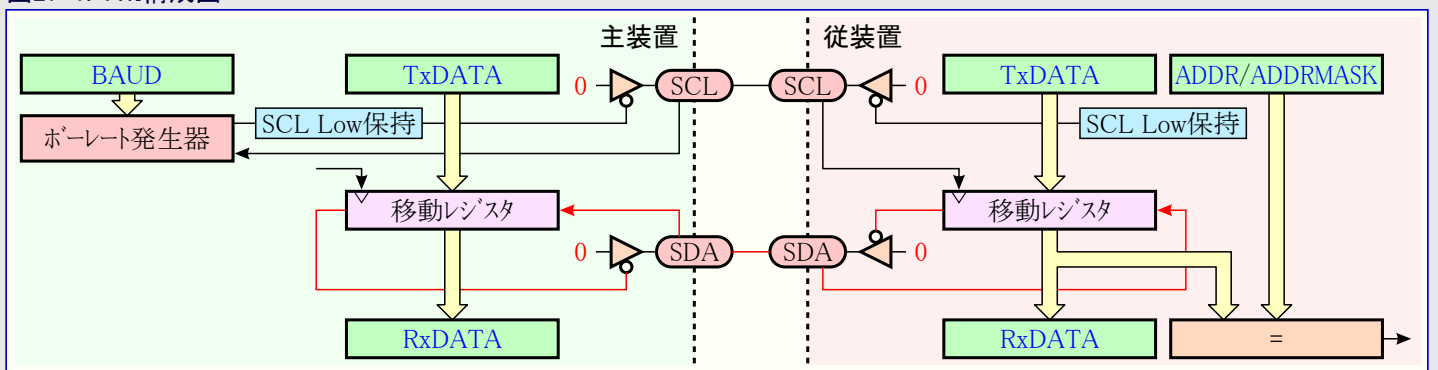 主装置
従装置
BAUD
TxDATA
0
SCL
SCL
0
TxDATA
ADDR/ADDRMASK
ボーレート発生器
SCL Low保持
SCL Low保持
移動レジスタ
移動レジスタ
0
SDA
SDA
0
RxDATA
RxDATA
=